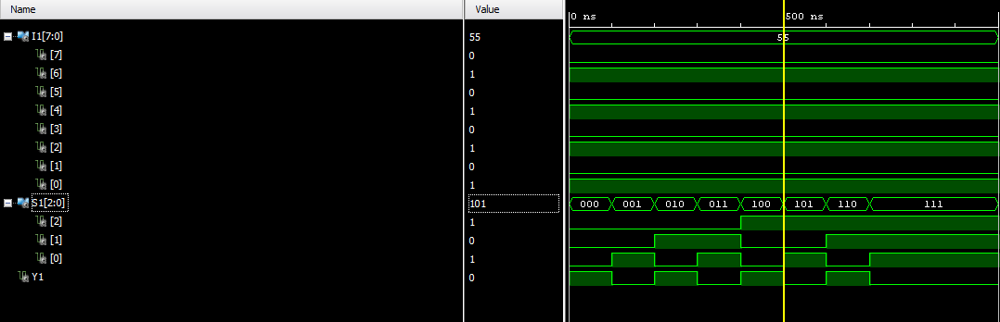 Name Value
0 ns 500 ns
I1[7:0] 55 55
[7] 0
[6] 1
[5] 0
[4] 1
[3] 0
[2] 1
[1] 0
[0] 1
S1[2:0] 101 000 001 010 011 100 101 110 111
[2] 1
[1] 0
[0] 1
Y1 0